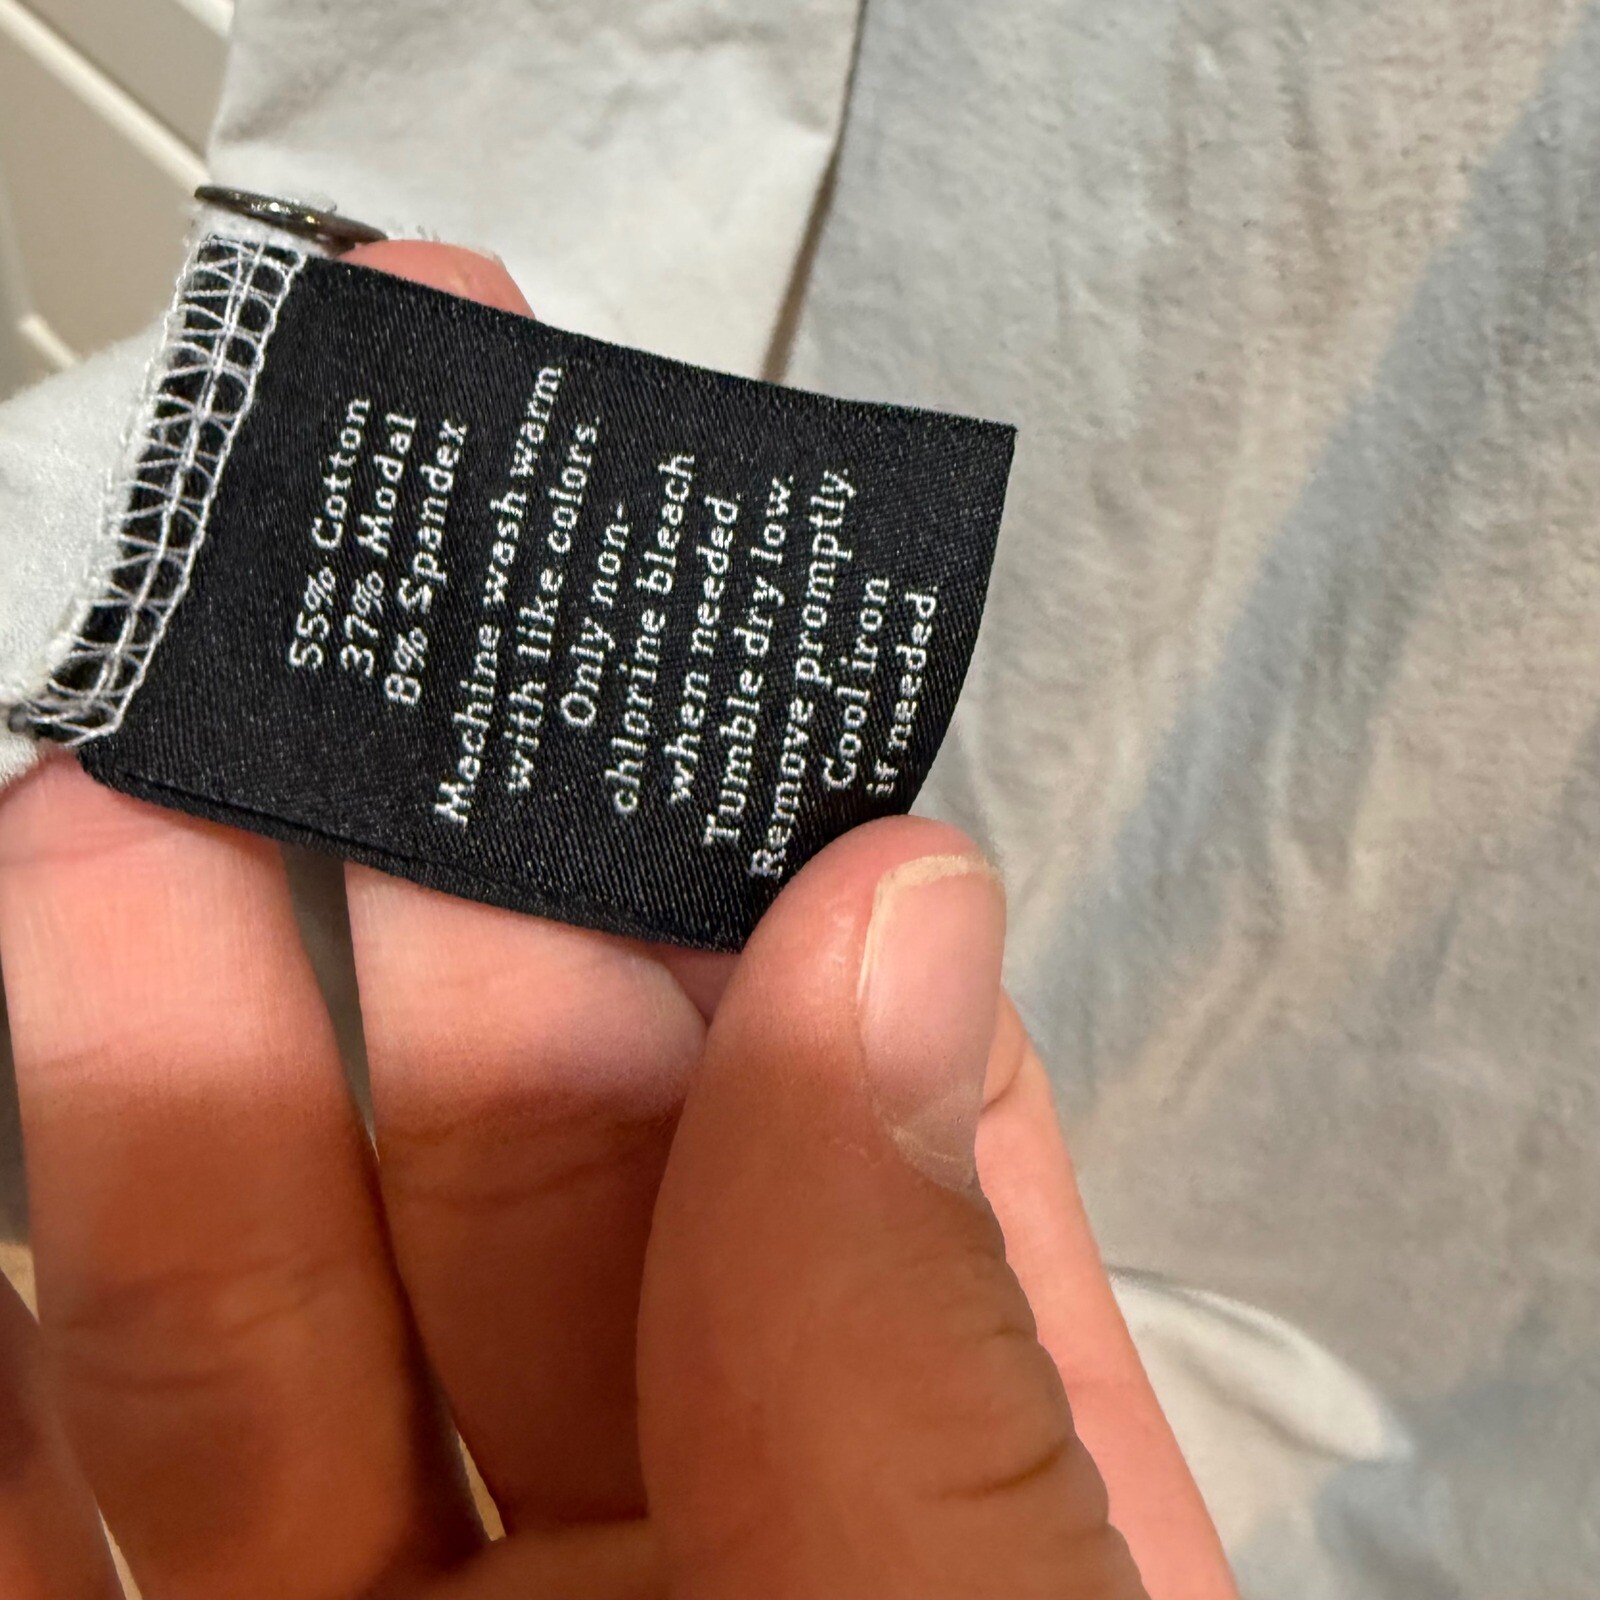 55% Cotton
37% Modal
8% Spandex
Machine wash warm
with like colors.
Only non-
chlorine bleach
when needed.
Tumble dry low.
Remove promptly.
Cool iron
if needed.